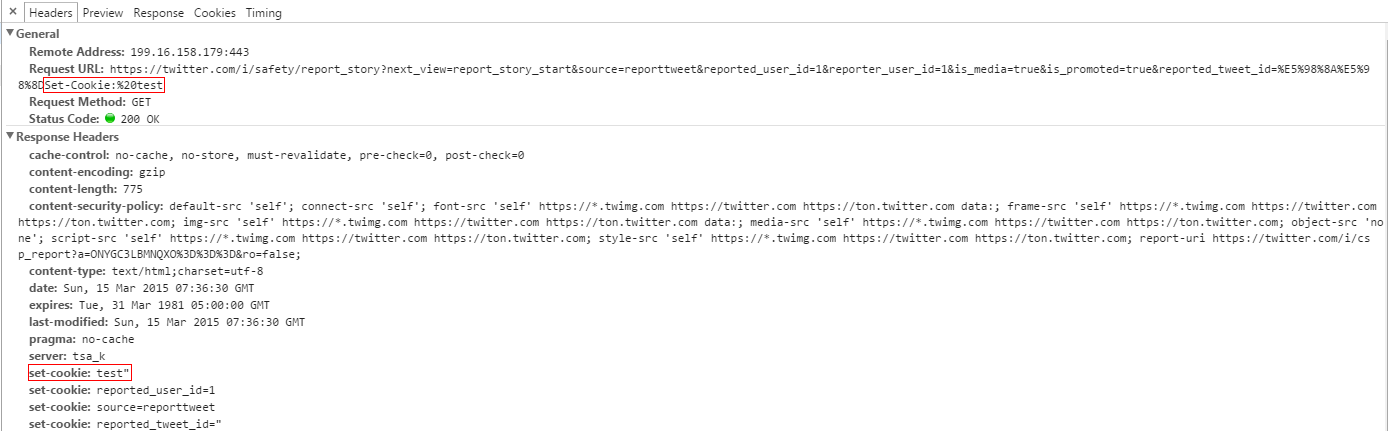 × Headers Preview Response Cookies Timing
▼General
Remote Address: 199.16.158.179:443
Request URL: https://twitter.com/i/safety/report_story?next_view=report_story_start&source=reporttweet&reported_user_id=1&reporter_user_id=1&is_media=true&is_promoted=true&reported_tweet_id=%E5%98%8A%E5%9
8%8DSet-Cookie:%20test
Request Method: GET
Status Code: 200 OK
▼Response Headers
cache-control: no-cache, no-store, must-revalidate, pre-check=0, post-check=0
content-encoding: gzip
content-length: 775
content-security-policy: default-src 'self'; connect-src 'self'; font-src 'self' https://*.twimg.com https://twitter.com https://ton.twitter.com data:; frame-src 'self' https://*.twimg.com https://twitter.com
https://ton.twitter.com; img-src 'self' https://*.twimg.com https://twitter.com https://ton.twitter.com data:; media-src 'self' https://*.twimg.com https://twitter.com https://ton.twitter.com; object-src 'no
ne'; script-src 'self' https://*.twimg.com https://twitter.com https://ton.twitter.com; style-src 'self' https://*.twimg.com https://twitter.com https://ton.twitter.com; report-uri https://twitter.com/i/cs
p_report?a=ONYGC3LBMNQXO%3D%3D%3D&ro=false;
content-type: text/html;charset=utf-8
date: Sun, 15 Mar 2015 07:36:30 GMT
expires: Tue, 31 Mar 1981 05:00:00 GMT
last-modified: Sun, 15 Mar 2015 07:36:30 GMT
pragma: no-cache
server: tsa_k
set-cookie: test"
set-cookie: reported_user_id=1
set-cookie: source=reporttweet
set-cookie: reported_tweet_id="